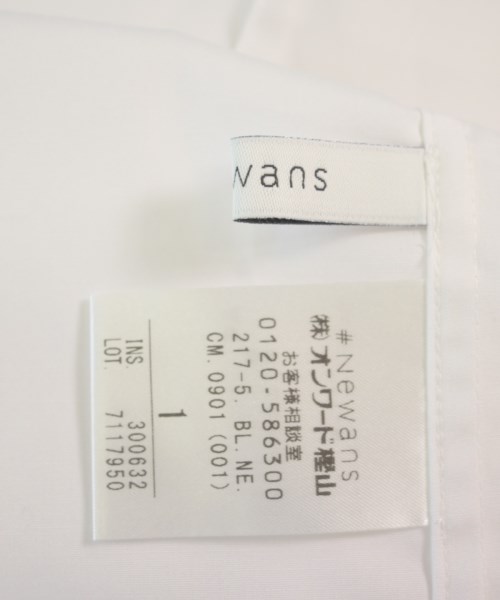 wans
#Newans
㈱オンワード樫山
お客様相談室
0120-586300
217-5. BL.NE.
CM. 0901 (001)
1
INS 300632
LOT. 7117950